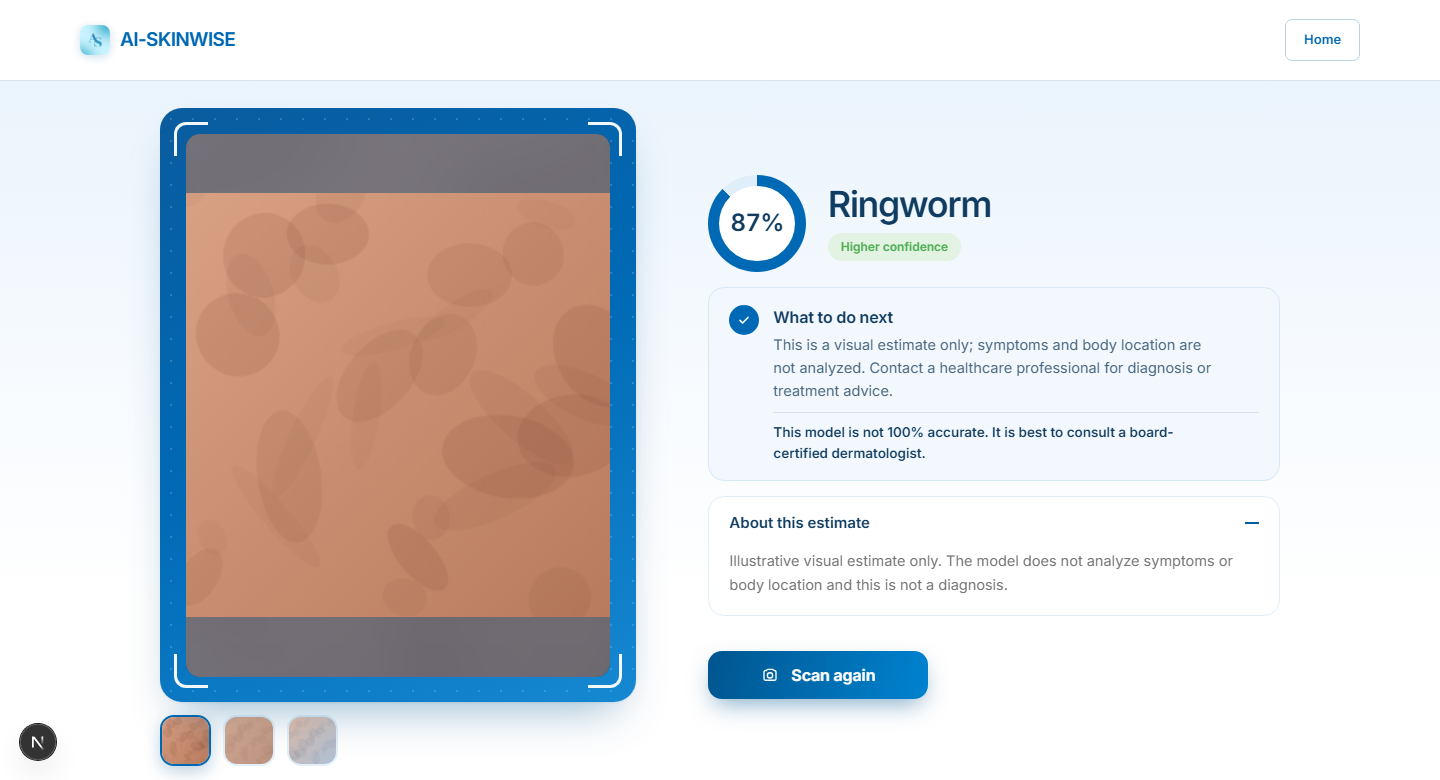 AI-SKINWISE
Home
87%
Ringworm
Higher confidence
What to do next
This is a visual estimate only; symptoms and body location are
not analyzed. Contact a healthcare professional for diagnosis or
treatment advice.
This model is not 100% accurate. It is best to consult a board-
certified dermatologist.
About this estimate
Illustrative visual estimate only. The model does not analyze symptoms or
body location and this is not a diagnosis.
Scan again
N